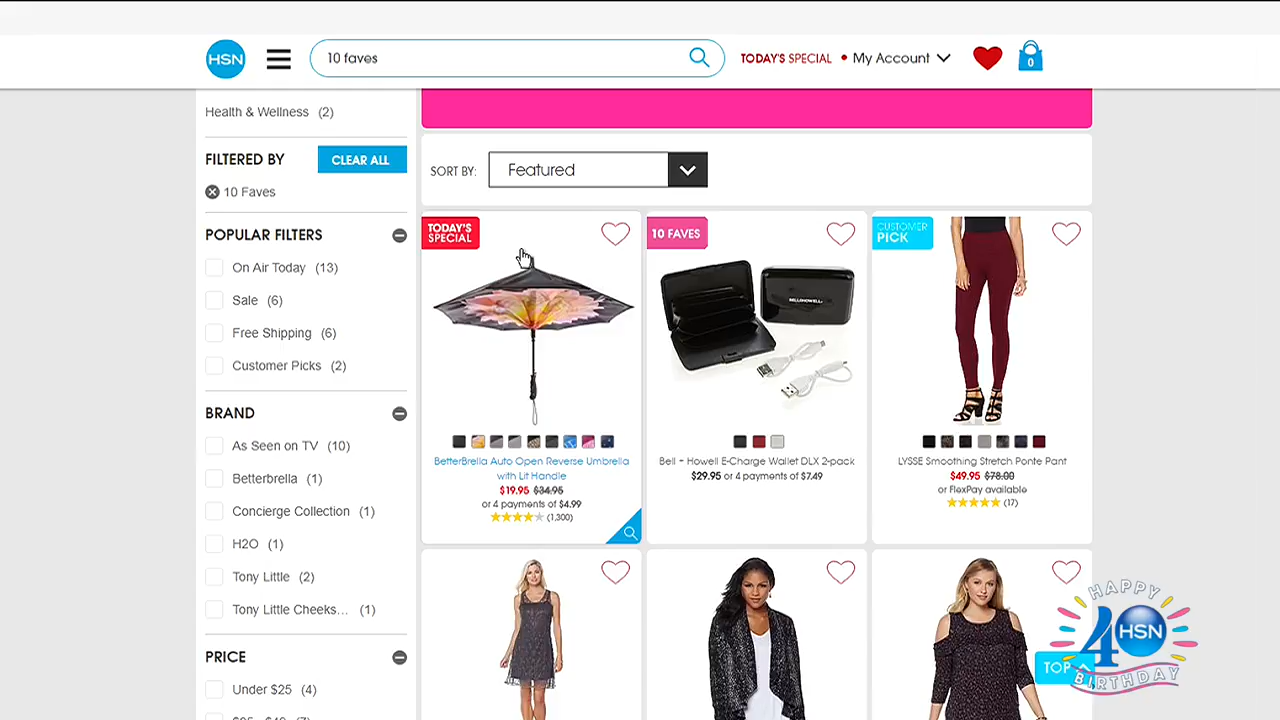 HSN
10 faves
TODAY'S SPECIAL
My Account
0
Health & Wellness (2)
FILTERED BY
CLEAR ALL
10 Faves
POPULAR FILTERS
On Air Today (13)
Sale (6)
Free Shipping (6)
Customer Picks (2)
BRAND
As Seen on TV (10)
Betterbrella (1)
Concierge Collection (1)
H2O (1)
Tony Little (2)
Tony Little Cheeks... (1)
PRICE
Under $25 (4)
SORT BY:
Featured
TODAY'S
SPECIAL
BetterBrella Auto Open Reverse Umbrella
with Lit Handle
$19.95 $34.95
or 4 payments of $4.99
(1,300)
10 FAVES
BELL+HOWELL
Bell + Howell E-Charge Wallet DLX 2-pack
$29.95 or 4 payments of $7.49
CUSTOMER
PICK
LYSSE Smoothing Stretch Ponte Pant
$49.95 $78.00
or FlexPay available
(17)
TOP
HAPPY
40
HSN
BIRTHDAY